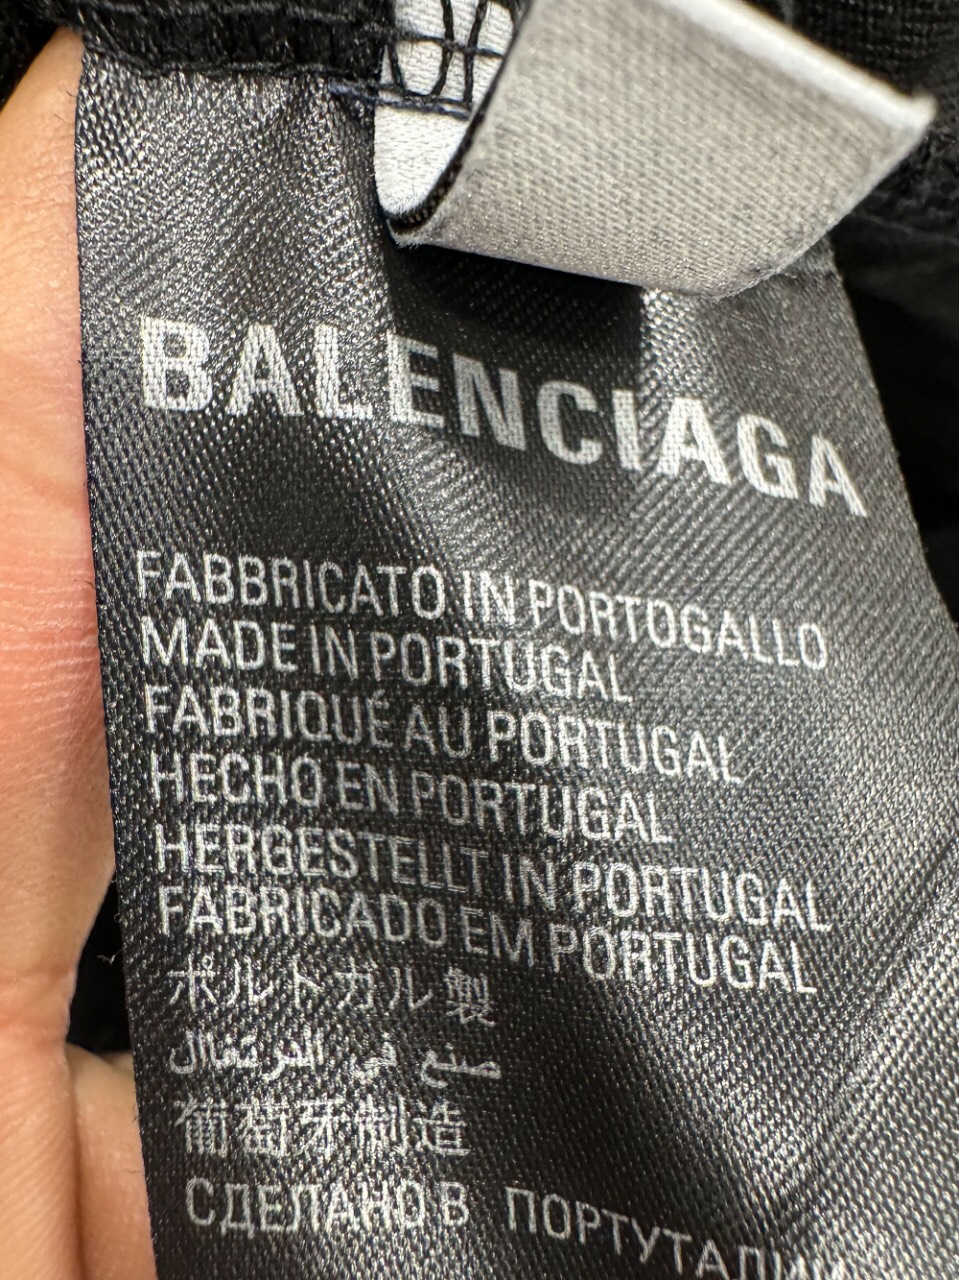 BALENCIAGA
FABBRICATO IN PORTOGALLO
MADE IN PORTUGAL
FABRIQUÉ AU PORTUGAL
HECHO EN PORTUGAL
HERGESTELLT IN PORTUGAL
FABRICADO EM PORTUGAL
ポルトガル製
صنع في البرتغال
葡萄牙制造
СДЕЛАНО В